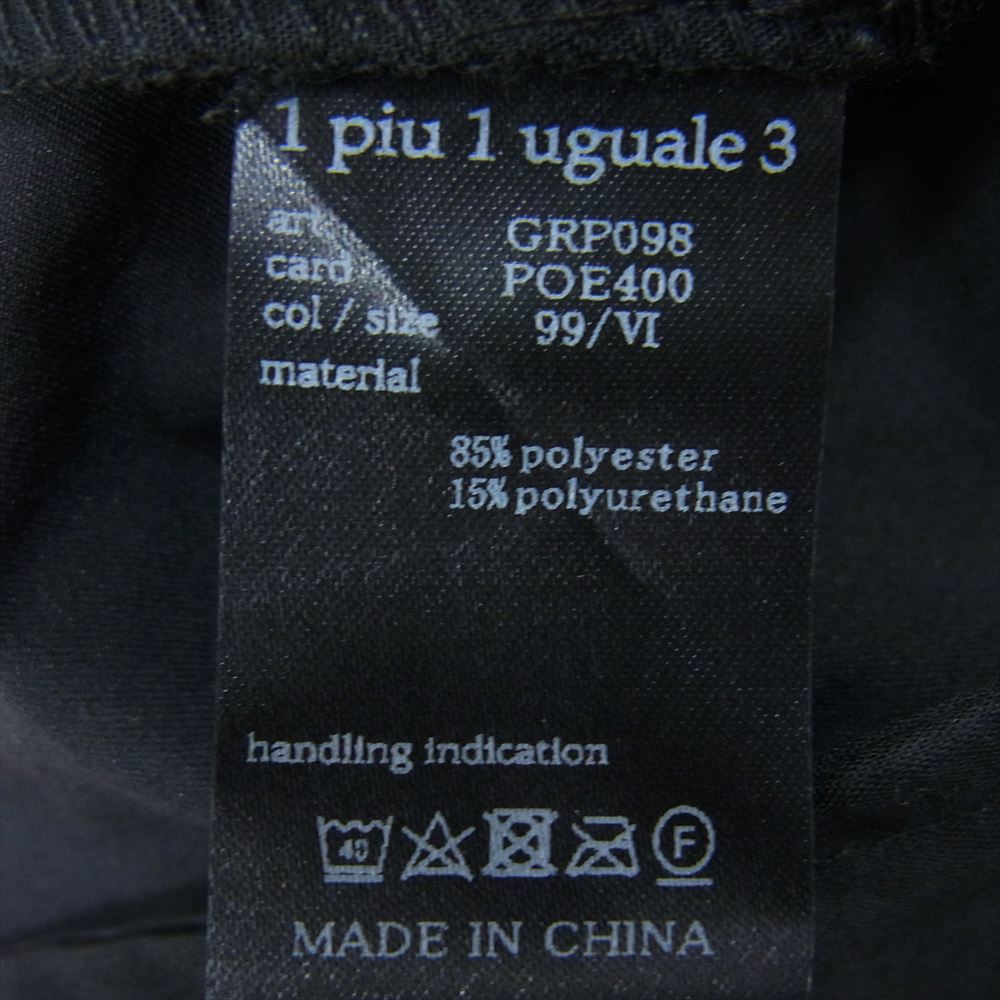 1 piu 1 uguale 3
art GRP098
card POE400
col / size 99/VI
material
85% polyester
15% polyurethane
handling indication
40 F
MADE IN CHINA